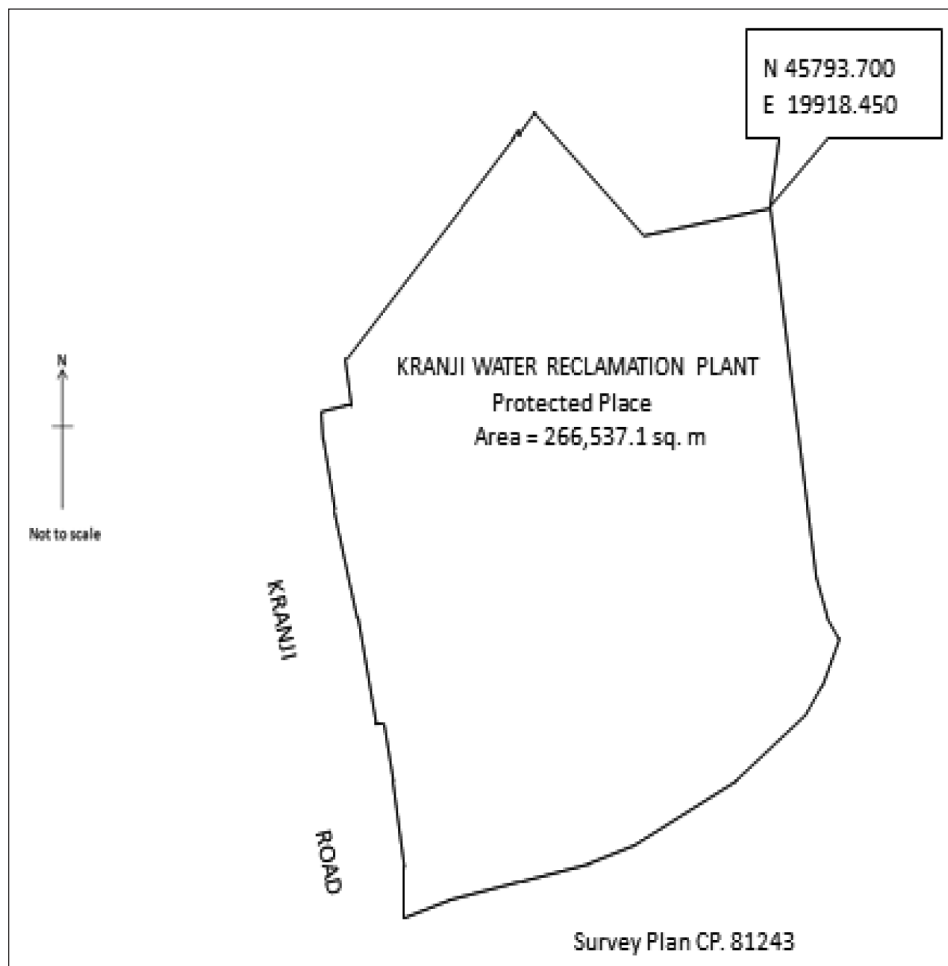 N 45793.700
E 19918.450
KRANJI WATER RECLAMATION PLANT
Protected Place
Area = 266,537.1 sq. m
N
Not to scale
KRANJI
ROAD
Survey Plan CP. 81243